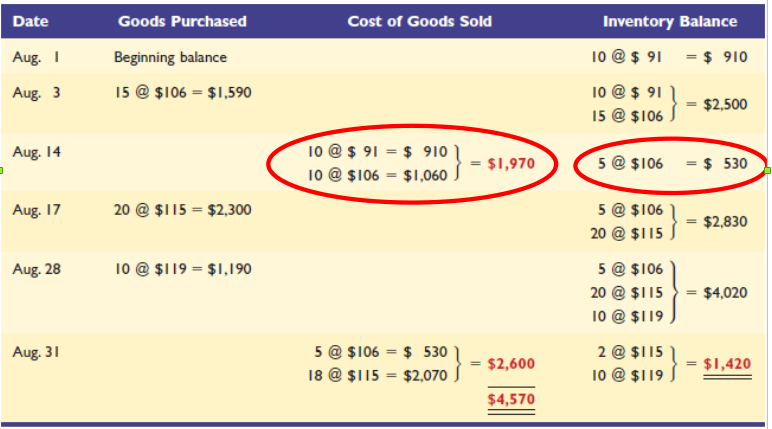 Date Goods Purchased Cost of Goods Sold Inventory Balance
Aug. 1 Beginning balance 10 @ $ 91 = $ 910
Aug. 3 15 @ $106 = $1,590 10 @ $ 91
15 @ $106 = $2,500
Aug. 14 10 @ $ 91 = $ 910
10 @ $106 = $1,060 = $1,970 5 @ $106 = $ 530
Aug. 17 20 @ $115 = $2,300 5 @ $106
20 @ $115 = $2,830
Aug. 28 10 @ $119 = $1,190 5 @ $106
20 @ $115 = $4,020
10 @ $119
Aug. 31 5 @ $106 = $ 530 2 @ $115
18 @ $115 = $2,070 = $2,600 10 @ $119 = $1,420
$4,570